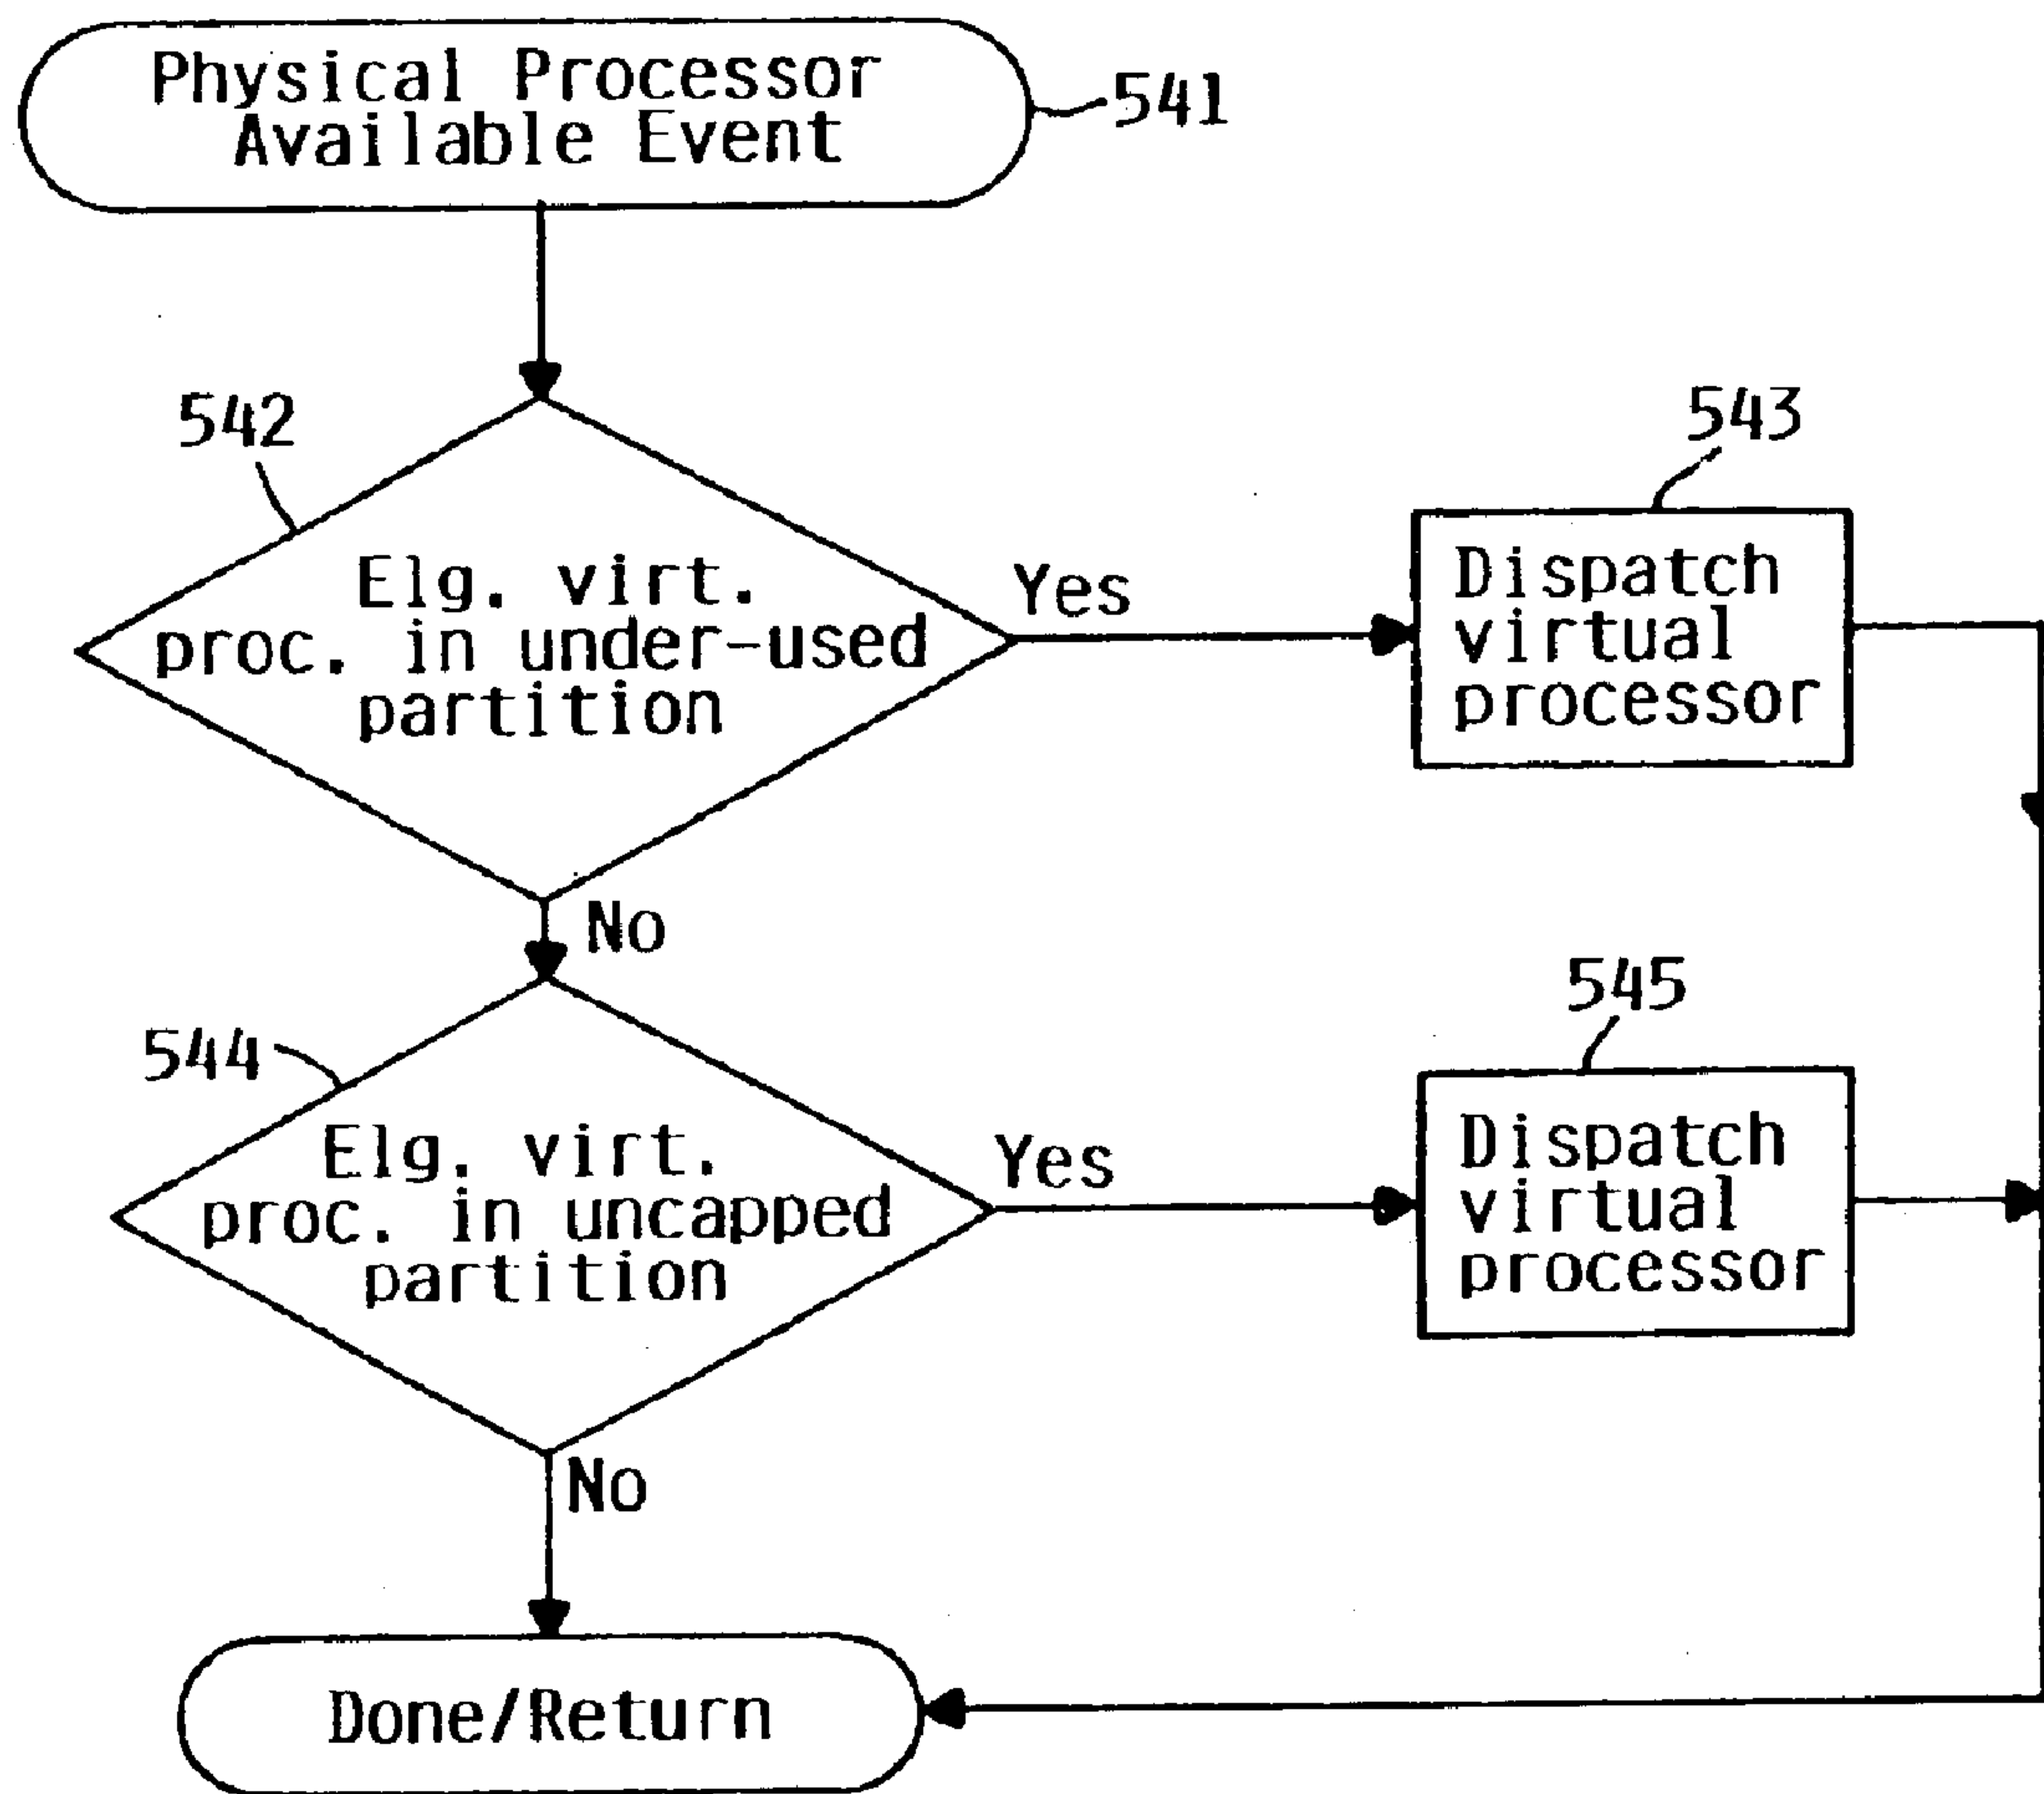 Physical Processor
Available Event
541
542
Elg. virt.
proc. in under-used
partition
Yes
543
Dispatch
virtual
processor
No
544
Elg. virt.
proc. in uncapped
partition
Yes
545
Dispatch
virtual
processor
No
Done/Return